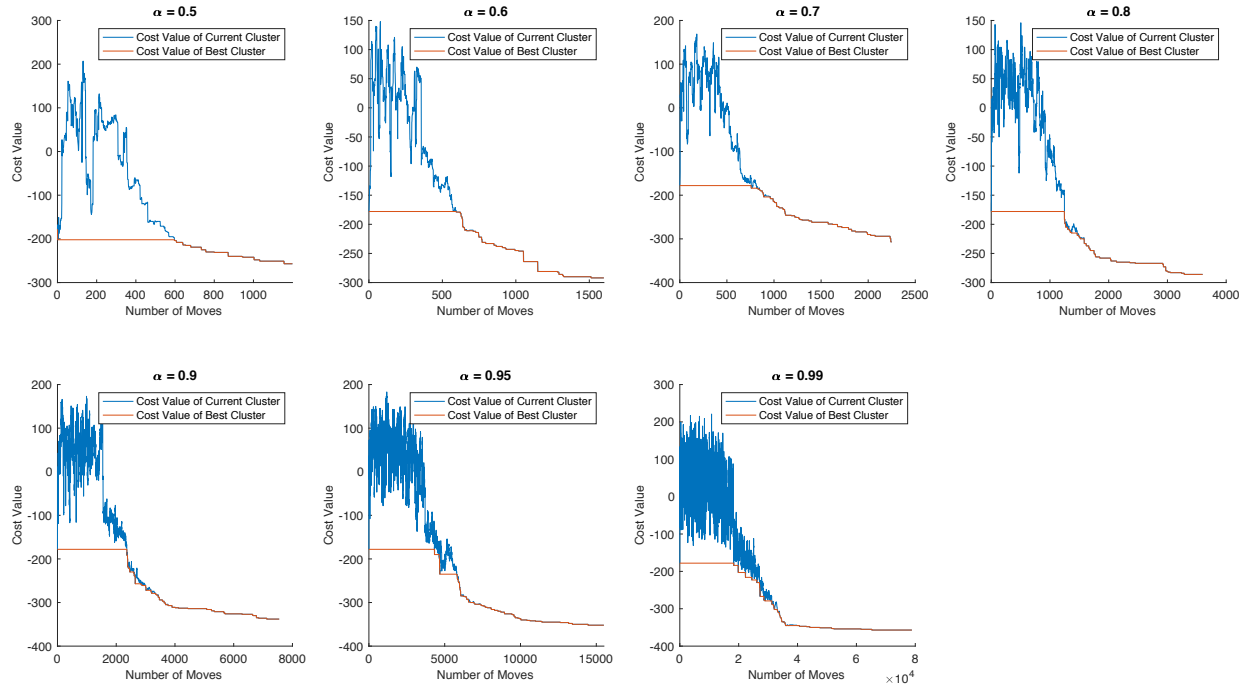 α = 0.5
300
200
100
0
-100
-200
-300
0
200
400
600
800
1000
Cost Value
Number of Moves
Cost Value of Current Cluster
Cost Value of Best Cluster
α = 0.6
150
100
50
0
-50
-100
-150
-200
-250
-300
0
500
1000
1500
Cost Value
Number of Moves
Cost Value of Current Cluster
Cost Value of Best Cluster
α = 0.7
200
100
0
-100
-200
-300
-400
0
500
1000
1500
2000
2500
Cost Value
Number of Moves
Cost Value of Current Cluster
Cost Value of Best Cluster
α = 0.8
150
100
50
0
-50
-100
-150
-200
-250
-300
0
1000
2000
3000
4000
Cost Value
Number of Moves
Cost Value of Current Cluster
Cost Value of Best Cluster
α = 0.9
200
100
0
-100
-200
-300
-400
0
2000
4000
6000
8000
Cost Value
Number of Moves
Cost Value of Current Cluster
Cost Value of Best Cluster
α = 0.95
200
100
0
-100
-200
-300
-400
0
5000
10000
15000
Cost Value
Number of Moves
Cost Value of Current Cluster
Cost Value of Best Cluster
α = 0.99
300
200
100
0
-100
-200
-300
-400
0
2
4
6
8
×10⁴
Cost Value
Number of Moves
Cost Value of Current Cluster
Cost Value of Best Cluster